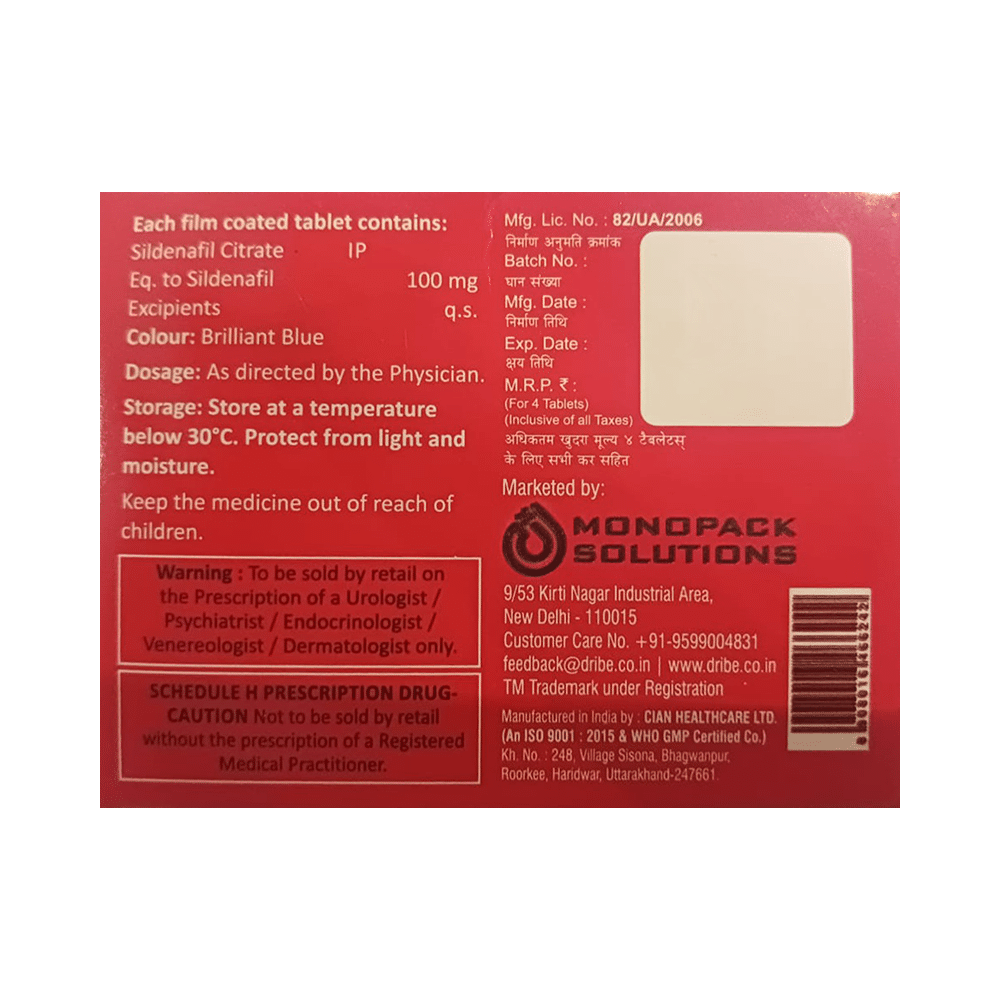 Each film coated tablet contains:
Sildenafil Citrate IP
Eq. to Sildenafil 100 mg
Excipients q.s.
Colour: Brilliant Blue
Dosage: As directed by the Physician.
Storage: Store at a temperature
below 30°C. Protect from light and
moisture.
Keep the medicine out of reach of
children.
Warning : To be sold by retail on
the Prescription of a Urologist /
Psychiatrist / Endocrinologist /
Venereologist / Dermatologist only.
SCHEDULE H PRESCRIPTION DRUG-
CAUTION Not to be sold by retail
without the prescription of a Registered
Medical Practitioner.
Mfg. Lic. No. : 82/UA/2006
निर्माण अनुमति क्रमांक
Batch No. :
घान संख्या
Mfg. Date :
निर्माण तिथि
Exp. Date :
क्षय तिथि
M.R.P. ₹ :
(For 4 Tablets)
(Inclusive of all Taxes)
अधिकतम खुदरा मूल्य ४ टैबलेटस्
के लिए सभी कर सहित
Marketed by:
MONOPACK
SOLUTIONS
9/53 Kirti Nagar Industrial Area,
New Delhi - 110015
Customer Care No. +91-9599004831
feedback@dribe.co.in | www.dribe.co.in
TM Trademark under Registration
Manufactured in India by : CIAN HEALTHCARE LTD.
(An ISO 9001 : 2015 & WHO GMP Certified Co.)
Kh. No. : 248, Village Sisona, Bhagwanpur,
Roorkee, Haridwar, Uttarakhand-247661.